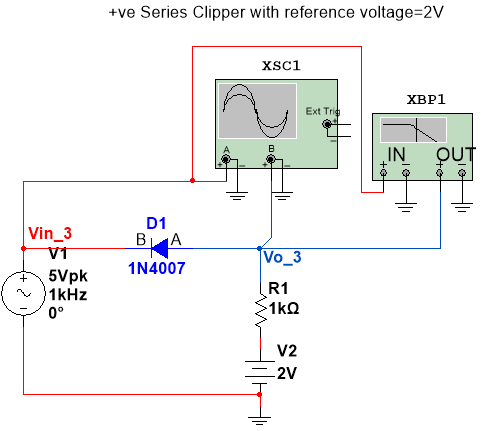 +ve Series Clipper with reference voltage=2V
XSC1
Ext Trig
+
−
A
B
+ − + −
XBP1
IN OUT
+ − + −
Vin_3
D1
B A
1N4007
Vo_3
V1
+
−
5Vpk
1kHz
0°
R1
1kΩ
V2
2V